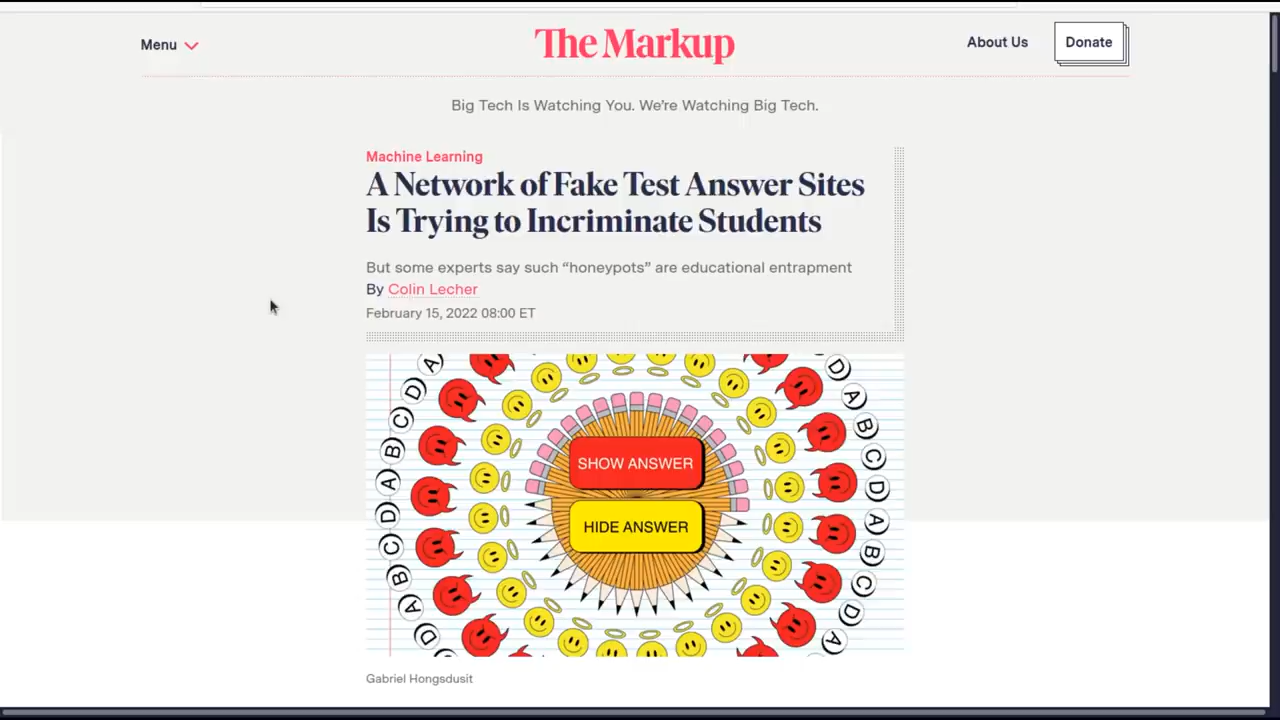 Menu
The Markup
About Us
Donate
Big Tech Is Watching You. We’re Watching Big Tech.
Machine Learning
A Network of Fake Test Answer Sites
Is Trying to Incriminate Students
But some experts say such “honeypots” are educational entrapment
By Colin Lecher
February 15, 2022 08:00 ET
A
D
C
B
A
D
C
B
A
D
SHOW ANSWER
HIDE ANSWER
D
A
B
C
D
A
B
C
D
A
Gabriel Hongsdusit